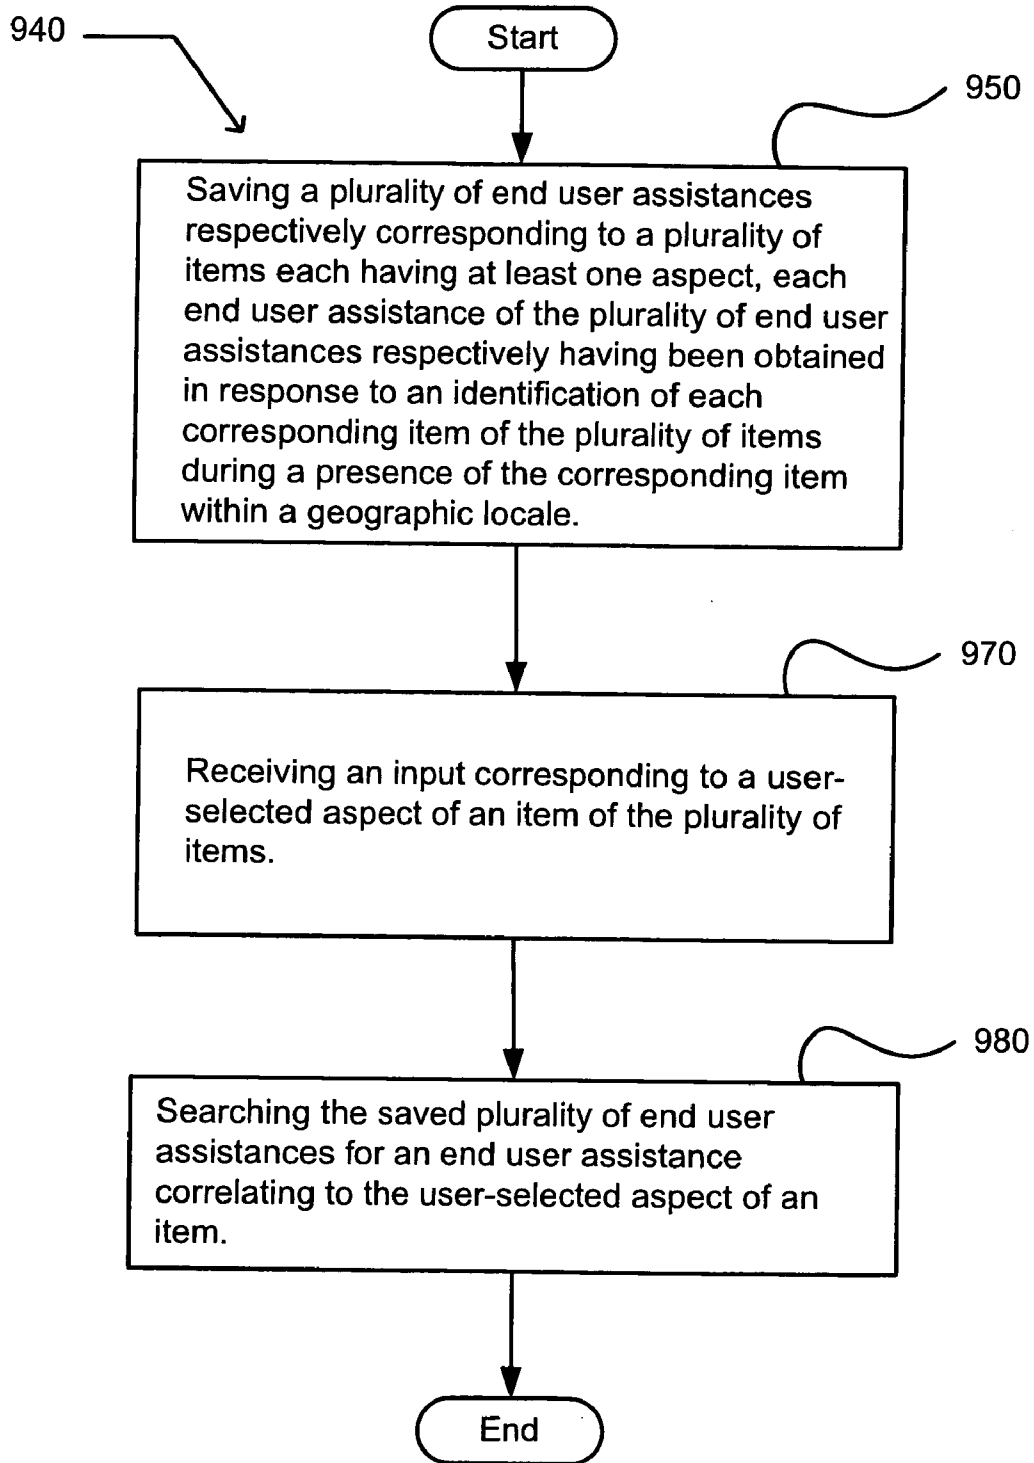 940
Start
950
Saving a plurality of end user assistances
respectively corresponding to a plurality of
items each having at least one aspect, each
end user assistance of the plurality of end user
assistances respectively having been obtained
in response to an identification of each
corresponding item of the plurality of items
during a presence of the corresponding item
within a geographic locale.
970
Receiving an input corresponding to a user-
selected aspect of an item of the plurality of
items.
980
Searching the saved plurality of end user
assistances for an end user assistance
correlating to the user-selected aspect of an
item.
End